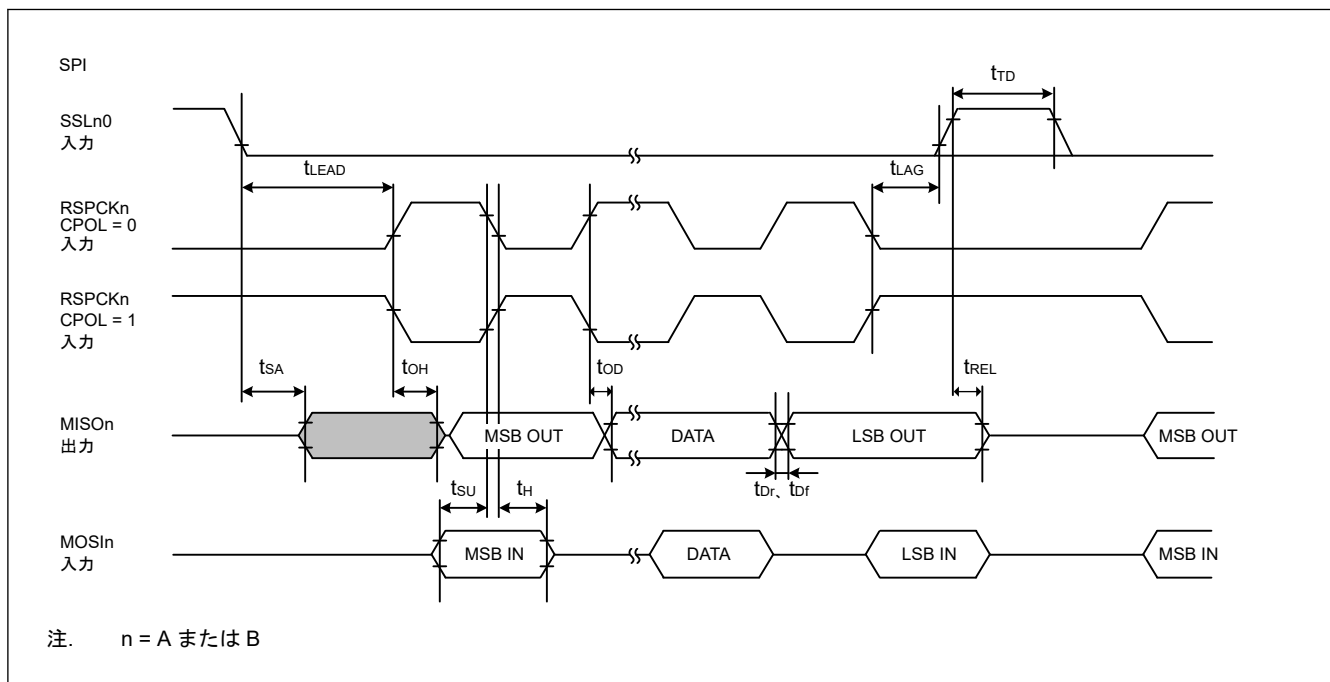 SPI
tTD
SSLn0
入力
tLEAD
tLAG
RSPCKn
CPOL = 0
入力
RSPCKn
CPOL = 1
入力
tSA
tOH
tOD
tREL
MISOn
出力
MSB OUT
DATA
LSB OUT
MSB OUT
tSU
tH
tDr、tDf
MOSIn
入力
MSB IN
DATA
LSB IN
MSB IN
注. n = A または B